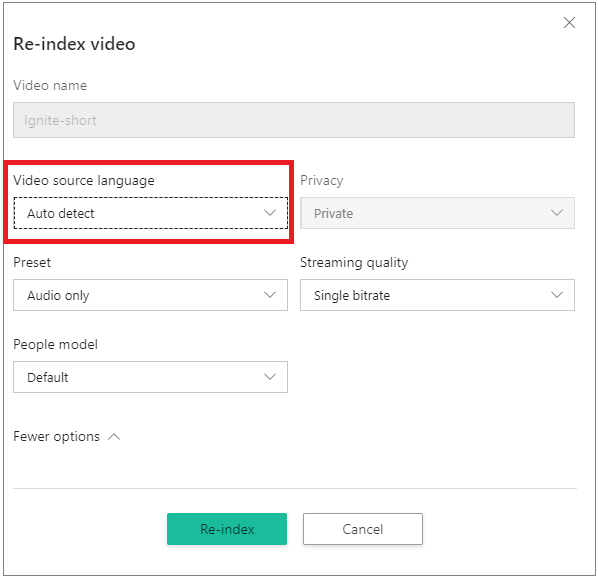 Re-index video
Video name
Ignite-short
Video source language
Privacy
Auto detect
Private
Preset
Streaming quality
Audio only
Single bitrate
People model
Default
Fewer options
Re-index
Cancel